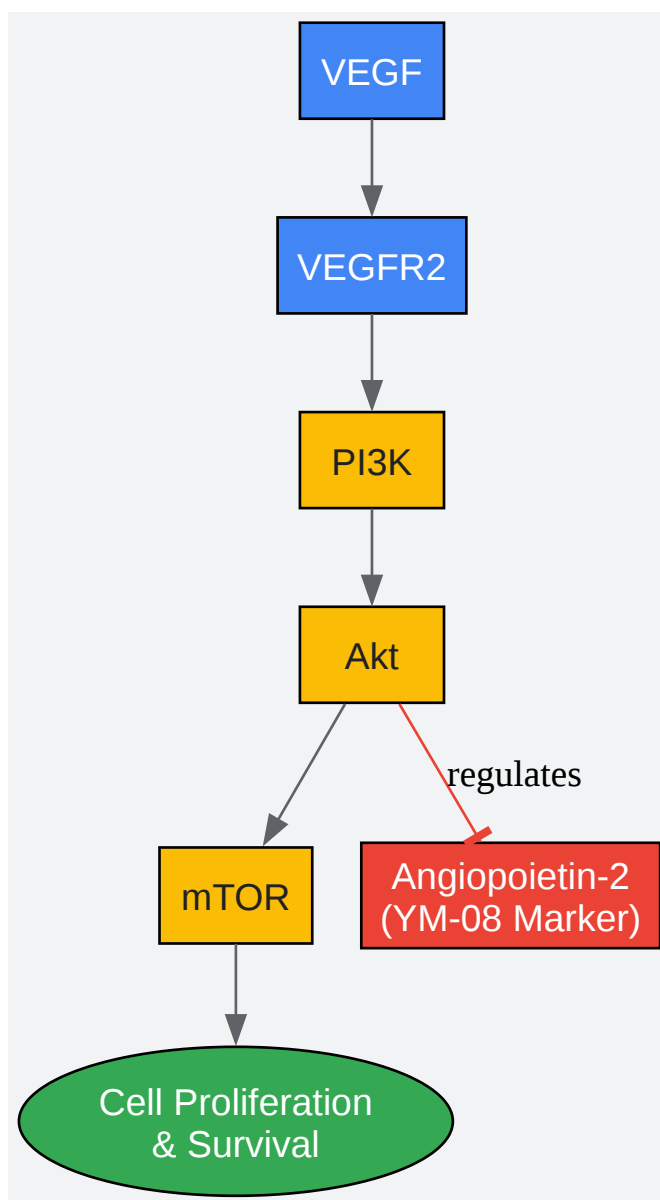 VEGF
VEGFR2
PI3K
Akt
regulates
mTOR
Angiopoietin-2
(YM-08 Marker)
Cell Proliferation
& Survival